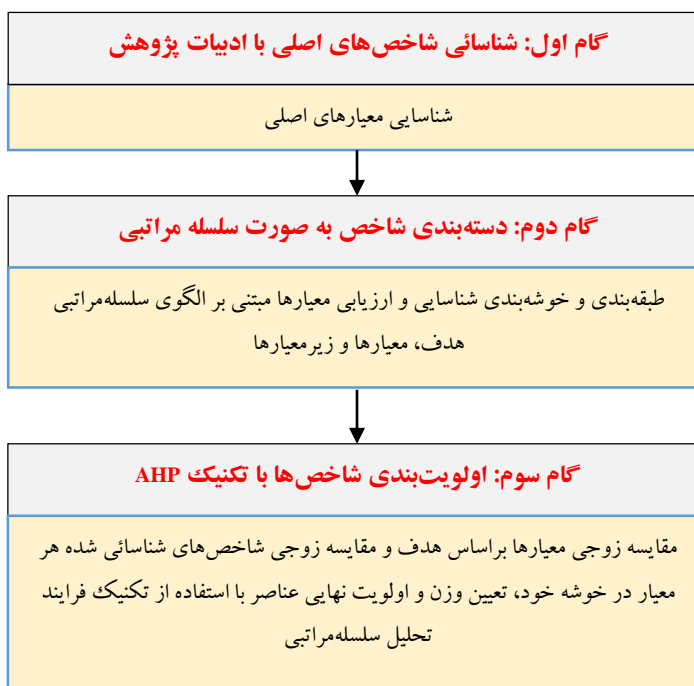 گام اول: شناسائی شاخص‌های اصلی با ادبیات پژوهش
شناسایی معیارهای اصلی
گام دوم: دسته‌بندی شاخص به صورت سلسله مراتبی
طبقه‌بندی و خوشه‌بندی شناسایی و ارزیابی معیارها مبتنی بر الگوی سلسله‌مراتبی
هدف، معیارها و زیرمعیارها
گام سوم: اولویت‌بندی شاخص‌ها با تکنیک AHP
مقایسه زوجی معیارها براساس هدف و مقایسه زوجی شاخص‌های شناسائی شده هر
معیار در خوشه خود، تعیین وزن و اولویت نهایی عناصر با استفاده از تکنیک فرایند
تحلیل سلسله‌مراتبی